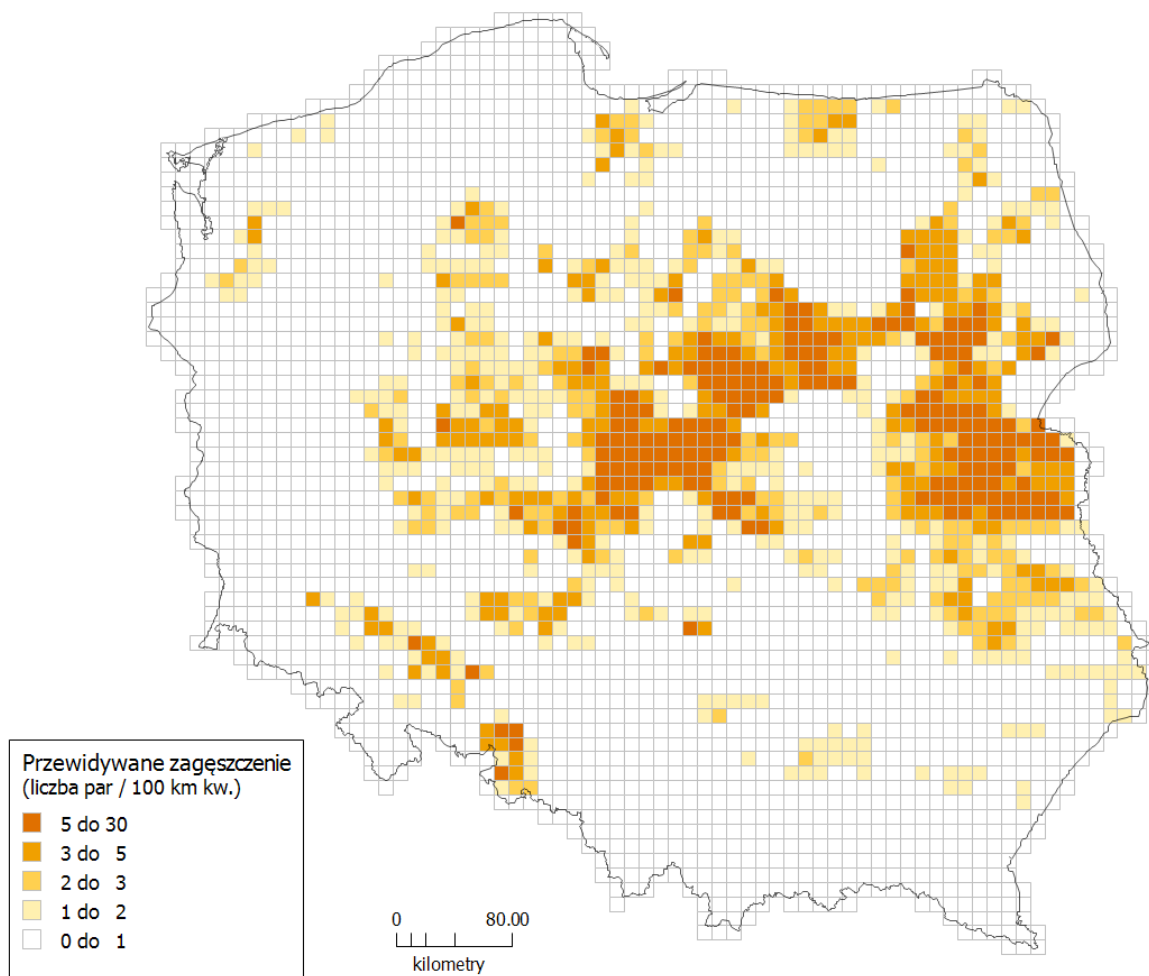 Przewidywane zagęszczenie
(liczba par / 100 km kw.)
5 do 30
3 do 5
2 do 3
1 do 2
0 do 1
0 80.00
kilometry